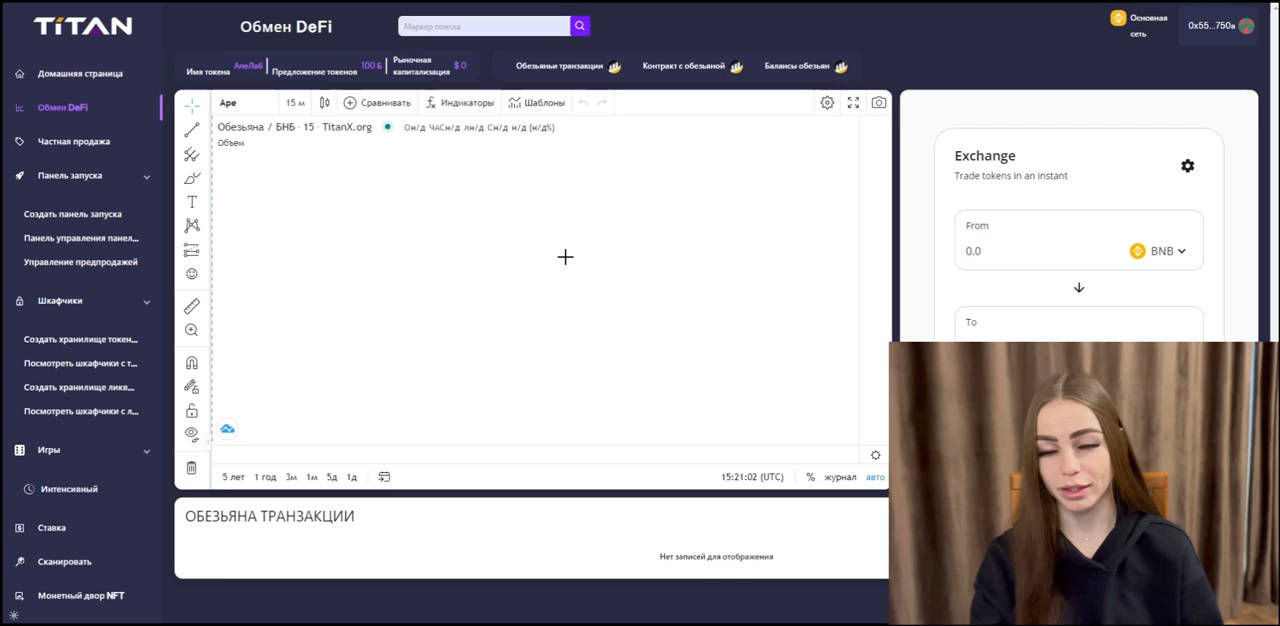 TITAN
Обмен DeFi
Маркер поиска
Основная
сеть
0x55...750a
Имя токена
АпеЛаб
Предложение токенов
100 Б
Рыночная
капитализация
$ 0
Обезьяньи транзакции
Контракт с обезьяной
Балансы обезьян
Домашняя страница
Обмен DeFi
Частная продажа
Панель запуска
Создать панель запуска
Панель управления панел...
Управление предпродажей
Шкафчики
Создать хранилище токен...
Посмотреть шкафчики с т...
Создать хранилище ликв...
Посмотреть шкафчики с л...
Игры
Интенсивный
Ставка
Сканировать
Монетный двор NFT
Ape
15 м
Сравнивать
Индикаторы
Шаблоны
Обезьяна / БНБ · 15 · TitanX.org
Он/д ЧАСн/д лн/д Сн/д н/д (н/д%)
Объем
5 лет 1 год 3м 1м 5д 1д
15:21:02 (UTC)
% журнал авто
ОБЕЗЬЯНА ТРАНЗАКЦИИ
Нет записей для отображения
Exchange
Trade tokens in an instant
From
0.0
BNB
To